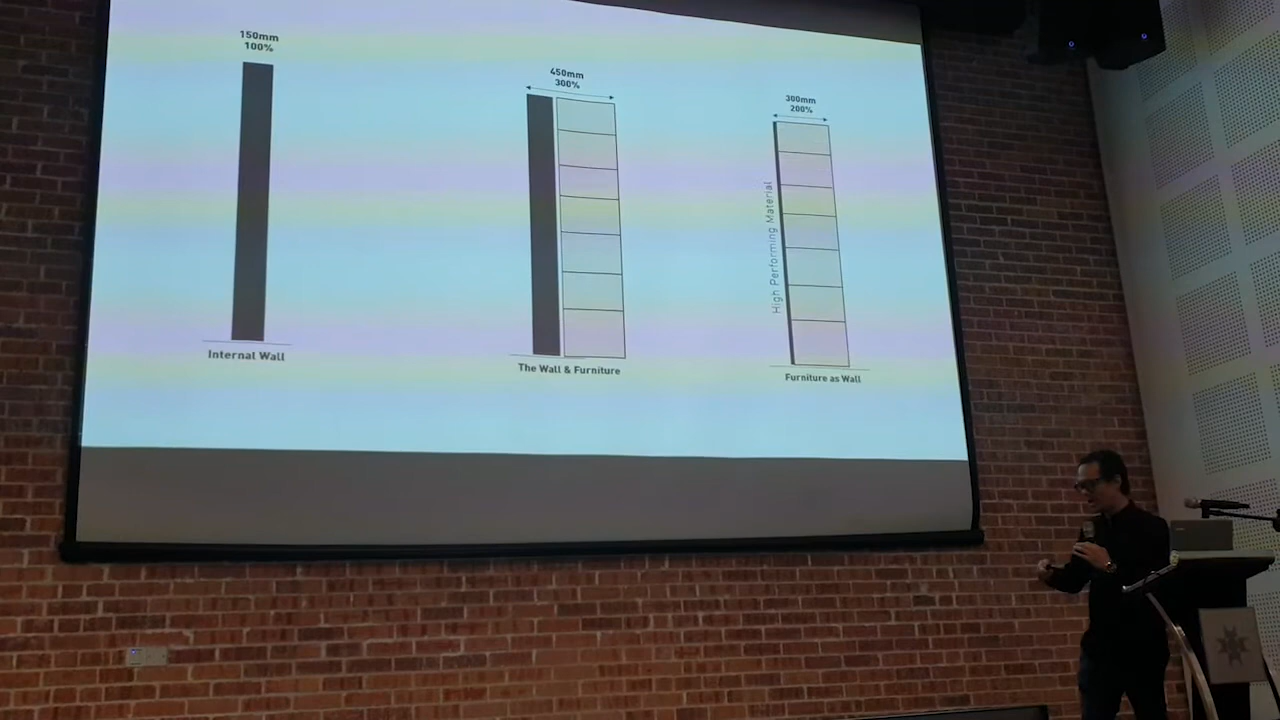 150mm
100%
Internal Wall
450mm
300%
The Wall & Furniture
300mm
200%
High Performing Material
Furniture as Wall